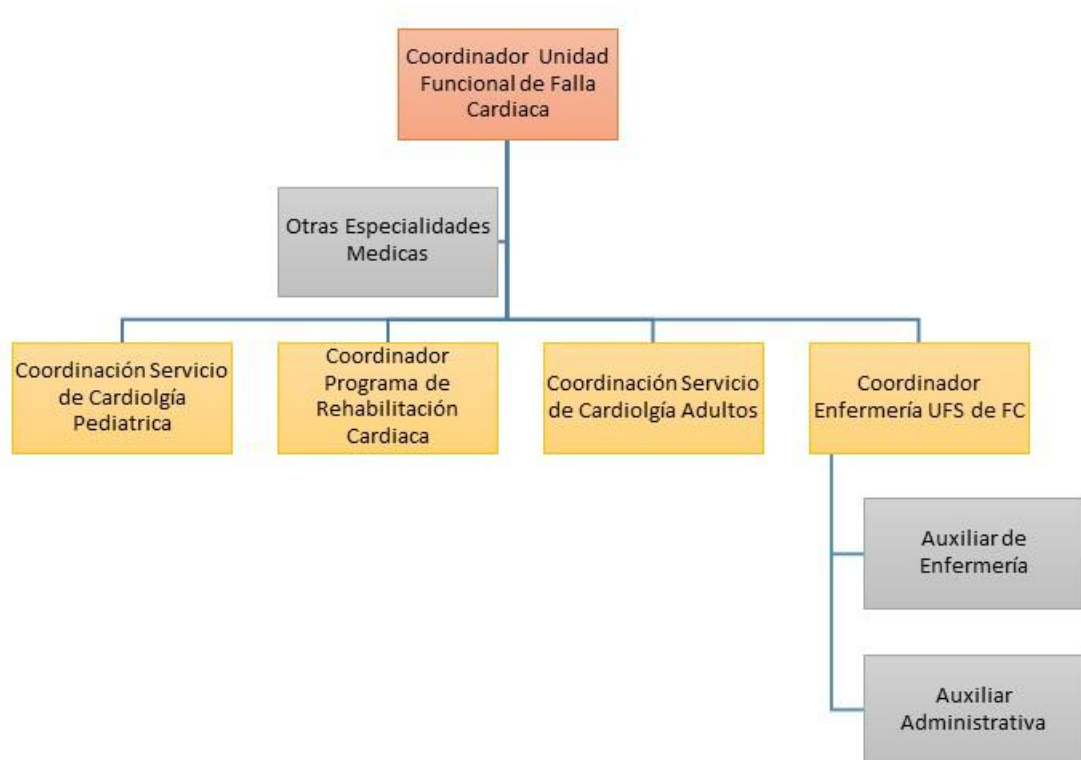 Coordinador Unidad
Funcional de Falla
Cardiaca
Otras Especialidades
Medicas
Coordinación Servicio
de Cardiolgía
Pediatrica
Coordinador
Programa de
Rehabilitación
Cardiaca
Coordinación Servicio
de Cardiolgía Adultos
Coordinador
Enfermería UFS de FC
Auxiliar de
Enfermería
Auxiliar
Administrativa